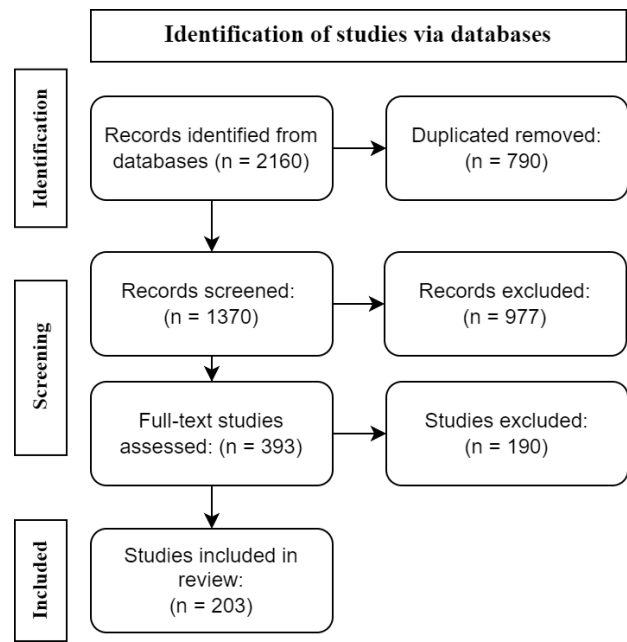 Identification of studies via databases
Identification
Records identified from
databases (n = 2160)
Duplicated removed:
(n = 790)
Screening
Records screened:
(n = 1370)
Records excluded:
(n = 977)
Full-text studies
assessed: (n = 393)
Studies excluded:
(n = 190)
Included
Studies included in
review:
(n = 203)